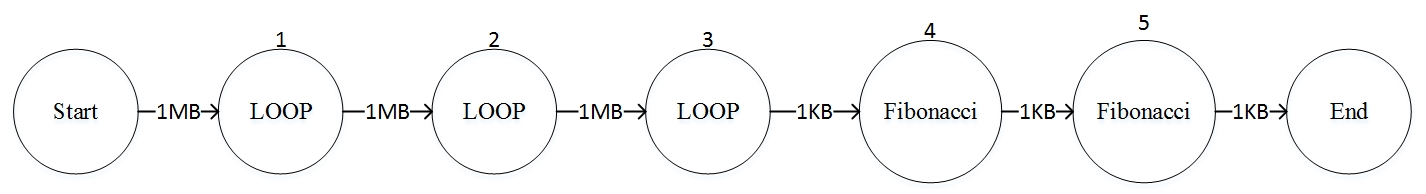 1 2 3 4 5
Start 1MB LOOP 1MB LOOP 1MB LOOP 1KB Fibonacci 1KB Fibonacci 1KB End